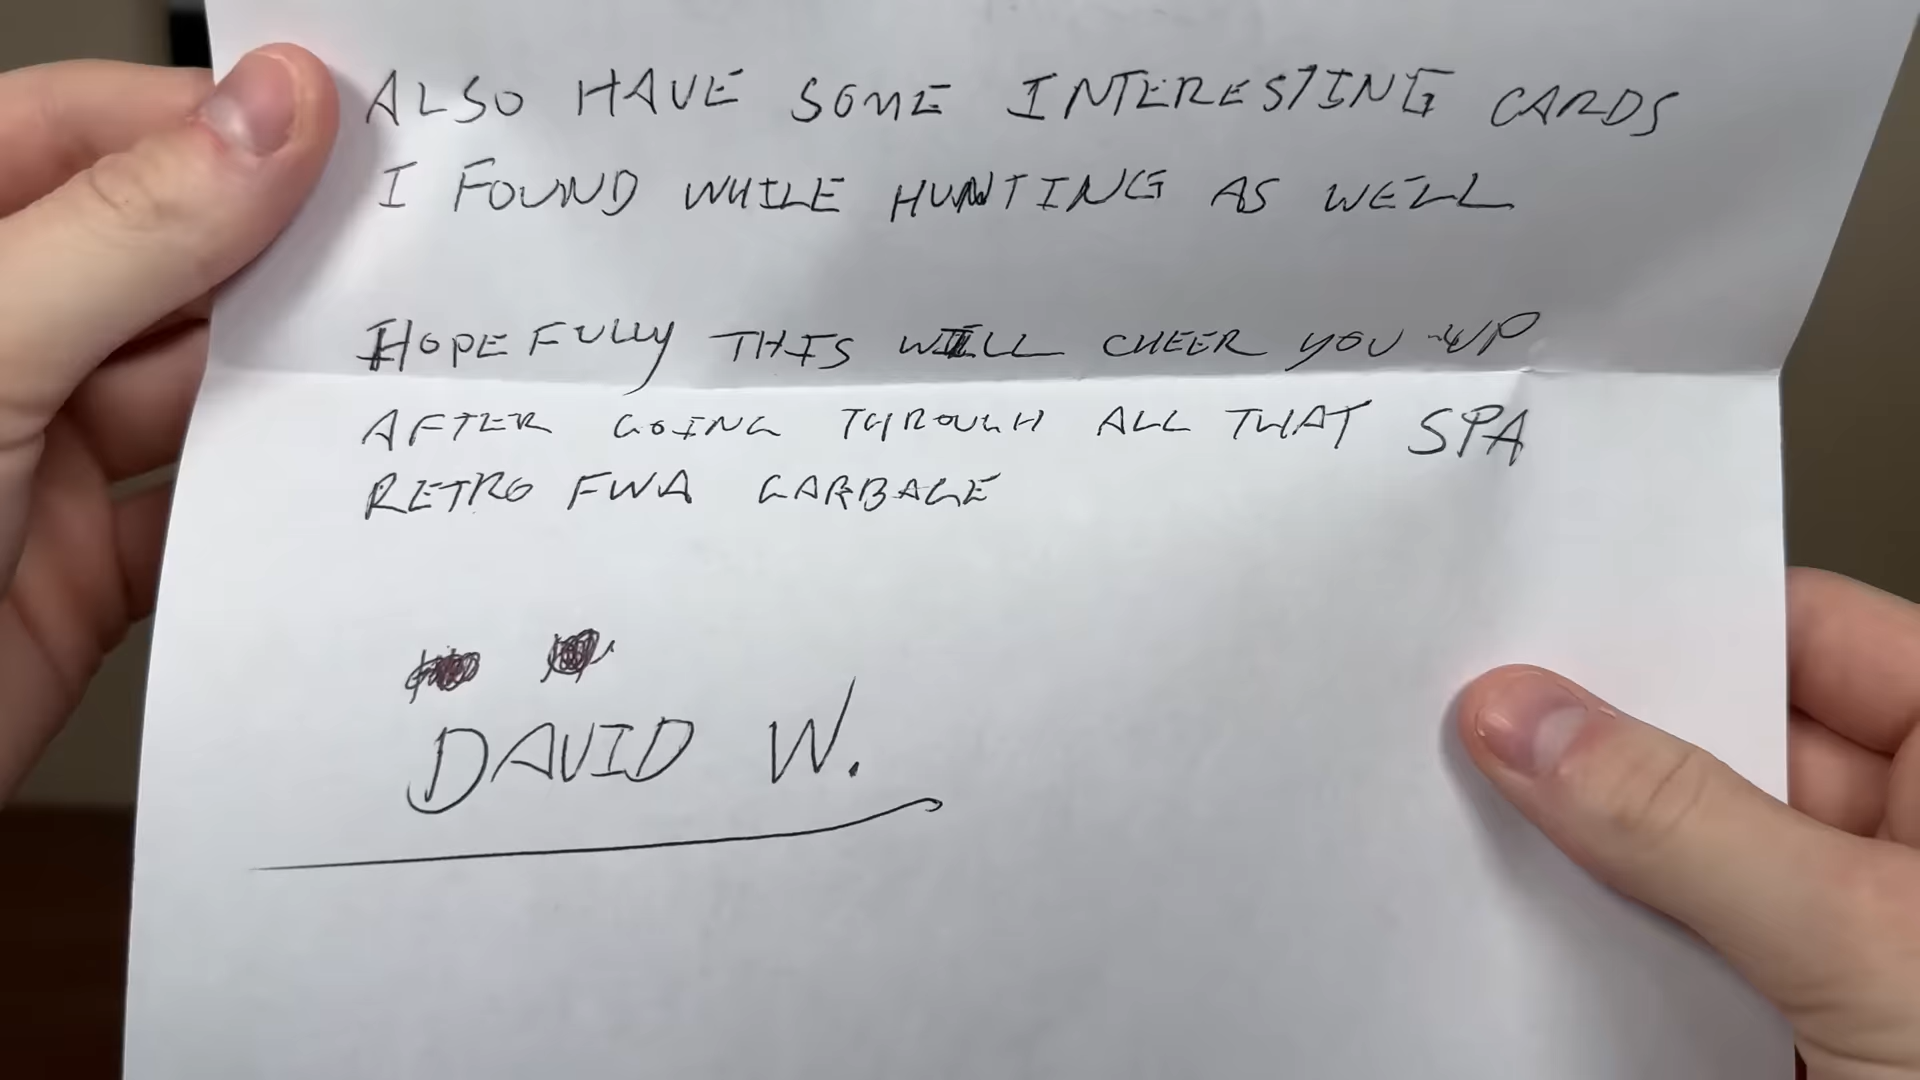 ALSO HAVE SOME INTERESTING CARDS
I FOUND WHILE HUNTING AS WELL
HOPEFULLY THIS WILL CHEER YOU UP
AFTER GOING THROUGH ALL THAT SPA
RETRO FWA GARBAGE
DAVID W.